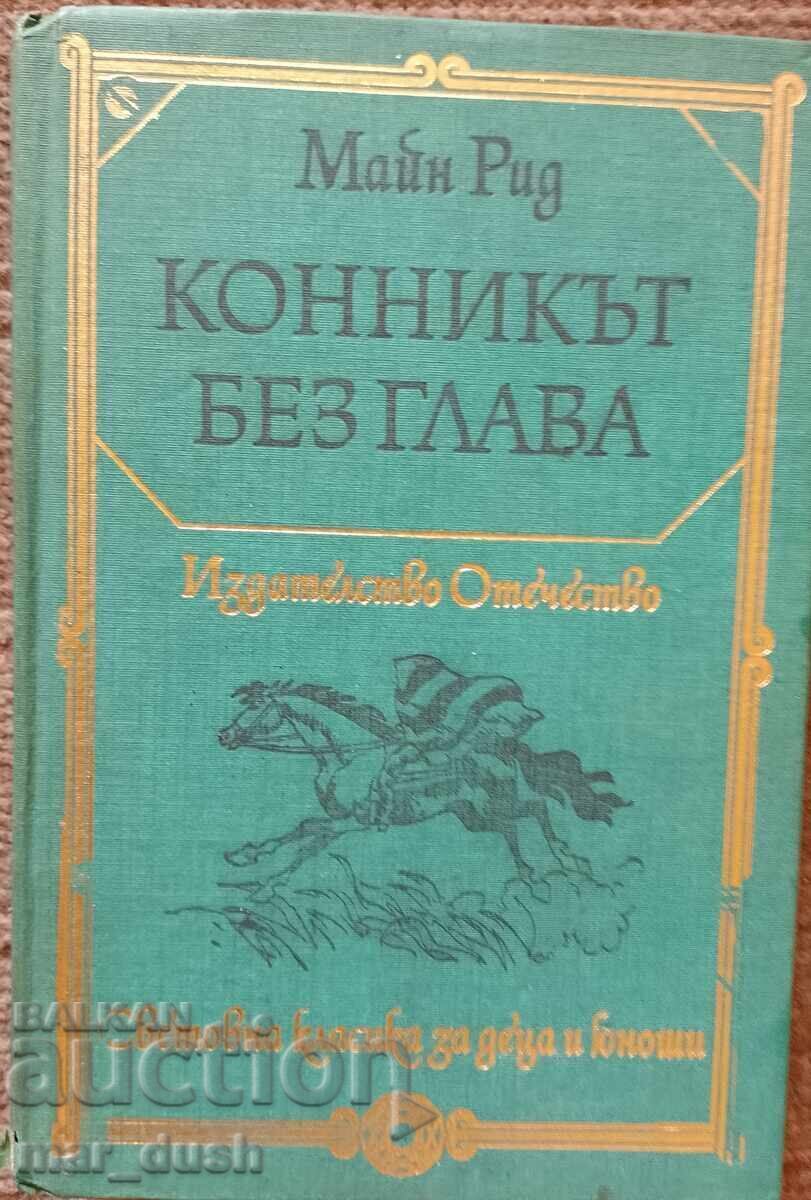 Майн Рид
КОННИКЪТ
БЕЗ ГЛАВА
Издателство Отечество
Световна класика за деца и юноши
BALKAN
auction
mar_dush